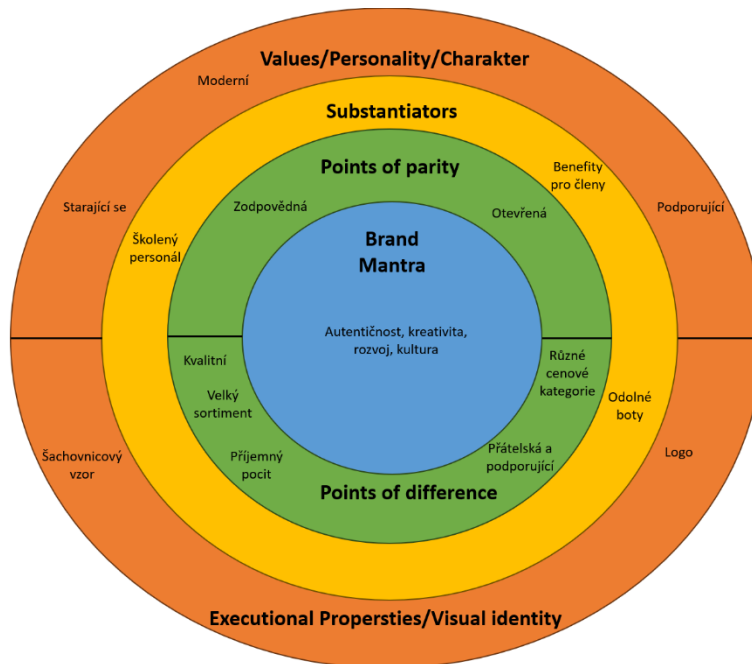 Values/Personality/Charakter
Moderní
Substantiators
Points of parity
Benefity
pro členy
Starající se
Zodpovědná
Otevřená
Podporující
Školený
personál
Brand
Mantra
Autentičnost, kreativita,
rozvoj, kultura
Kvalitní
Různé
cenové
kategorie
Velký
sortiment
Odolné
boty
Šachovnicový
vzor
Příjemný
pocit
Přátelská a
podporující
Logo
Points of difference
Executional Propersties/Visual identity